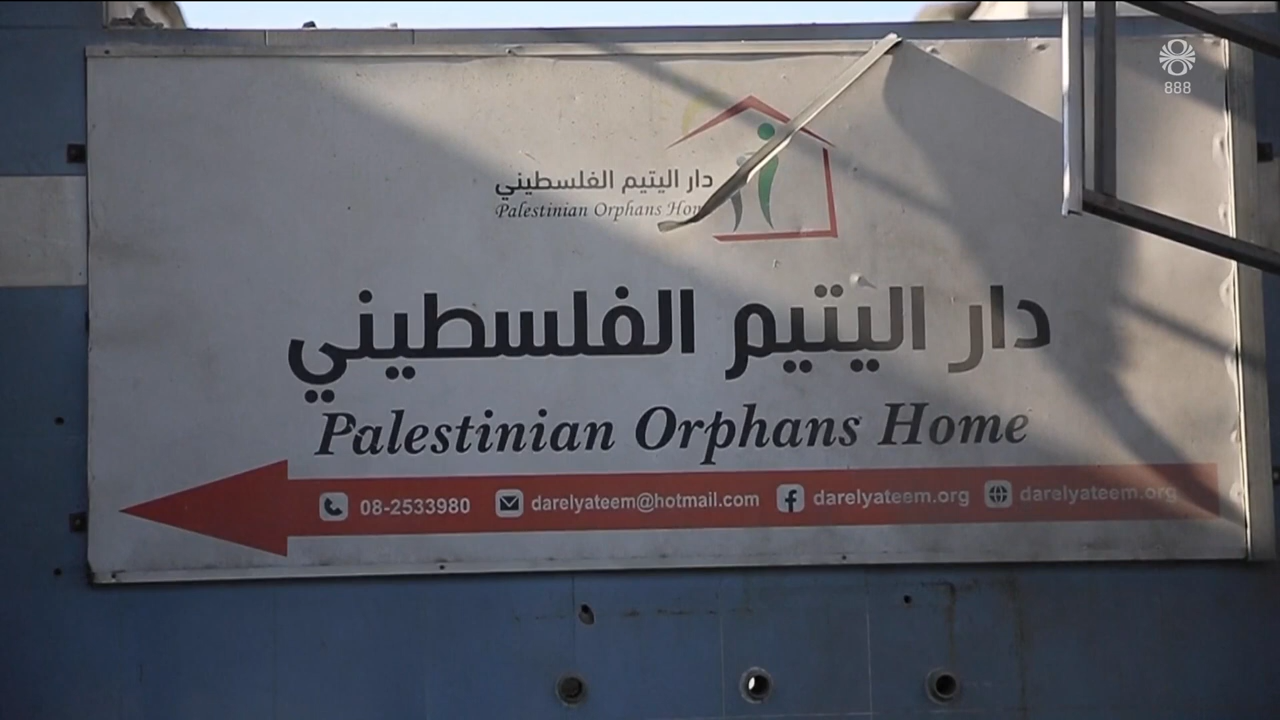 888
دار اليتيم الفلسطيني
Palestinian Orphans Hom
دار اليتيم الفلسطيني
Palestinian Orphans Home
08-2533980 darelyateem@hotmail.com darelyateem.org darelyateem.org